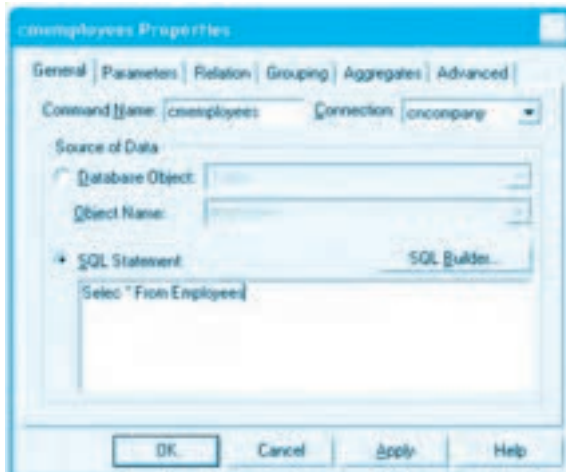 cmemployees Properties
General Parameters Relation Grouping Aggregates Advanced
Command Name: cmemployees Connection: cncompany
Source of Data
Database Object:
Object Name:
SQL Statement SQL Builder...
Selec * From Employees
OK Cancel Apply Help